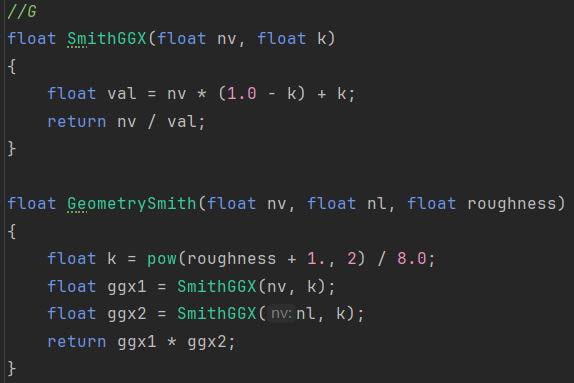 //G
float SmithGGX(float nv, float k)
{
    float val = nv * (1.0 - k) + k;
    return nv / val;
}

float GeometrySmith(float nv, float nl, float roughness)
{
    float k = pow(roughness + 1., 2) / 8.0;
    float ggx1 = SmithGGX(nv, k);
    float ggx2 = SmithGGX( nv: nl, k);
    return ggx1 * ggx2;
}